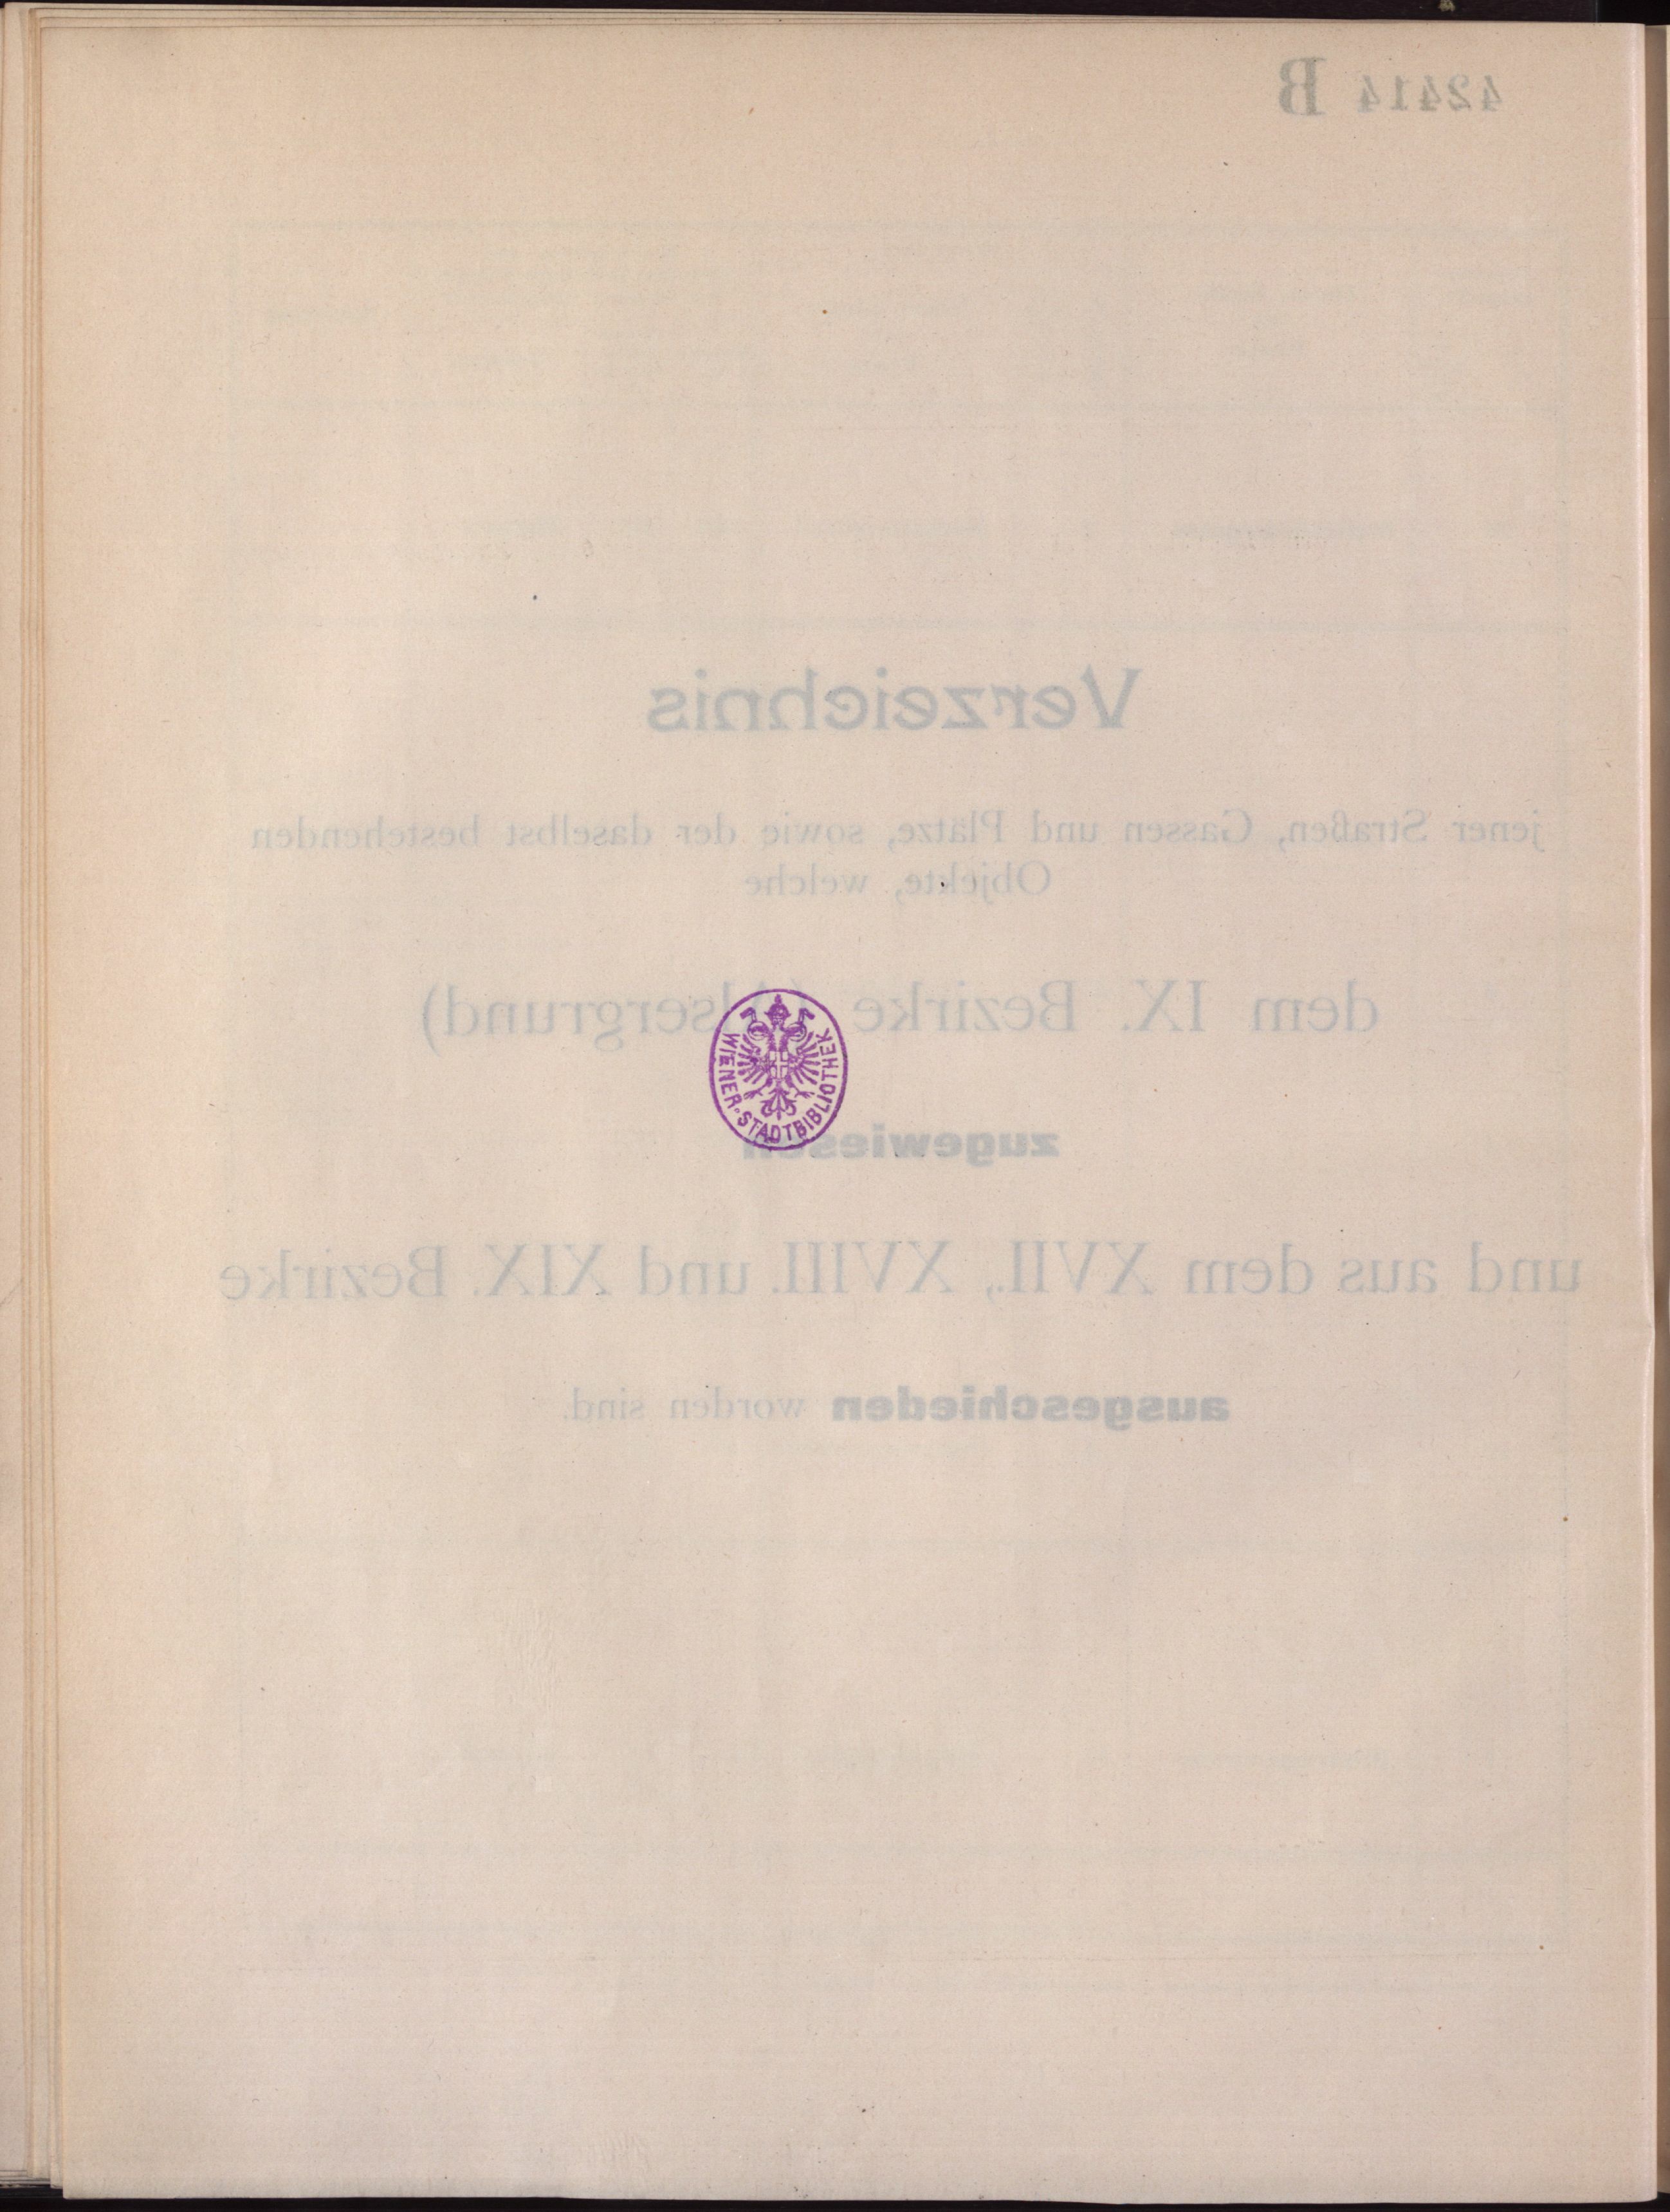 42414 B
Verzeichnis
jener Straßen, Gassen und Plätze, sowie der daselbst bestehenden
Objekte, welche
dem IX. Bezirke (Alsergrund)
zugewiesen
und aus dem XVII., XVIII. und XIX. Bezirke
ausgeschieden worden sind.
WIENER STADTBIBLIOTHEK